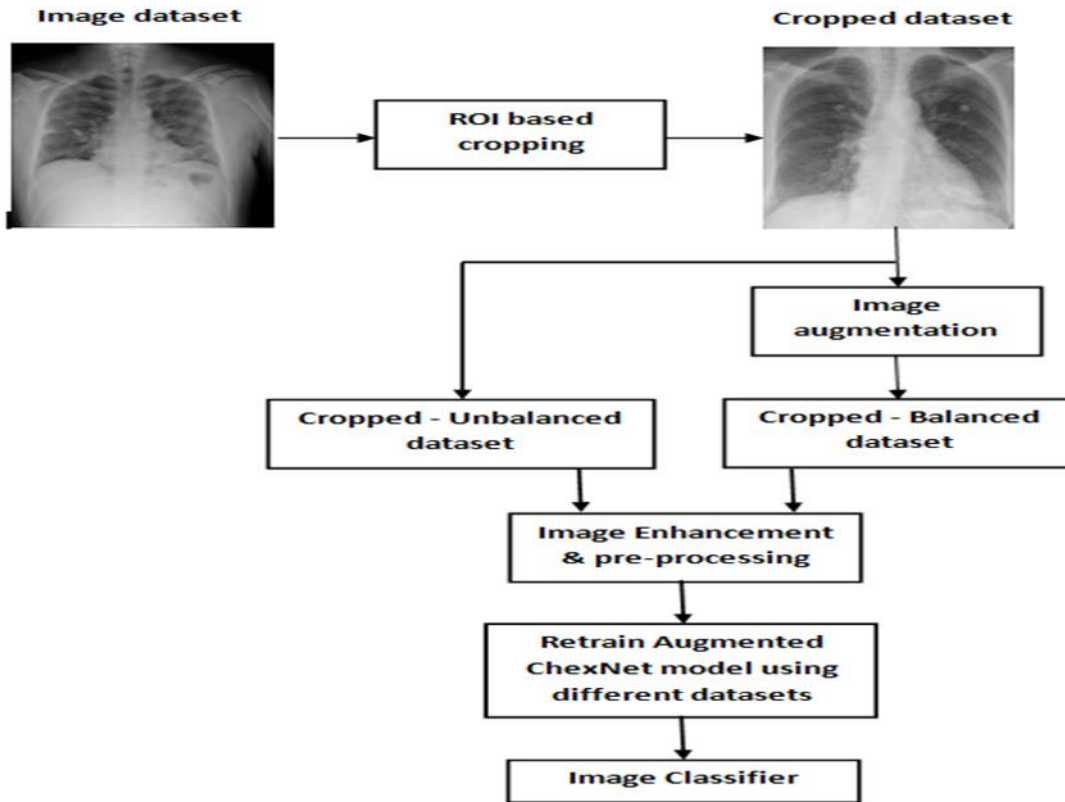 Image dataset
Cropped dataset
ROI based
cropping
Image
augmentation
Cropped - Unbalanced
dataset
Cropped - Balanced
dataset
Image Enhancement
& pre-processing
Retrain Augmented
ChexNet model using
different datasets
Image Classifier